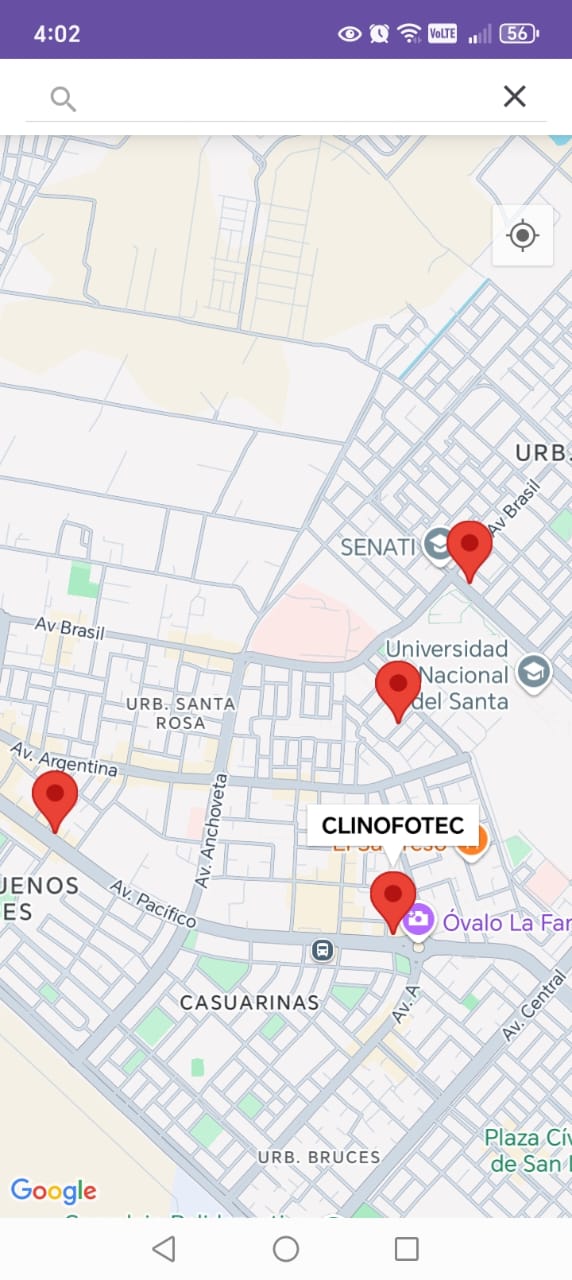 4:02
VoLTE
56
URB.
Av Brasil
SENATI
Av Brasil
Universidad
Nacional
del Santa
URB. SANTA
ROSA
Av. Argentina
Av. Anchoveta
CLINOFOTEC
UENOS
ES
Av. Pacífico
Óvalo La Far
CASUARINAS
Av. A
Av. Central
Plaza Cív
de San L
URB. BRUCES
Google